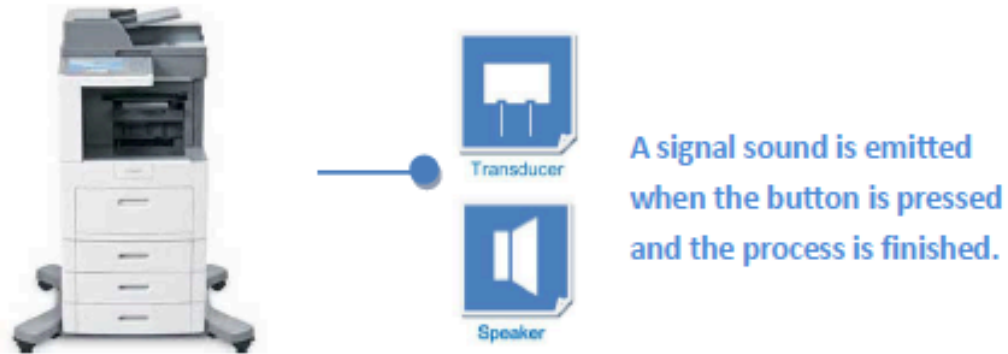 Transducer
A signal sound is emitted
when the button is pressed
and the process is finished.
Speaker